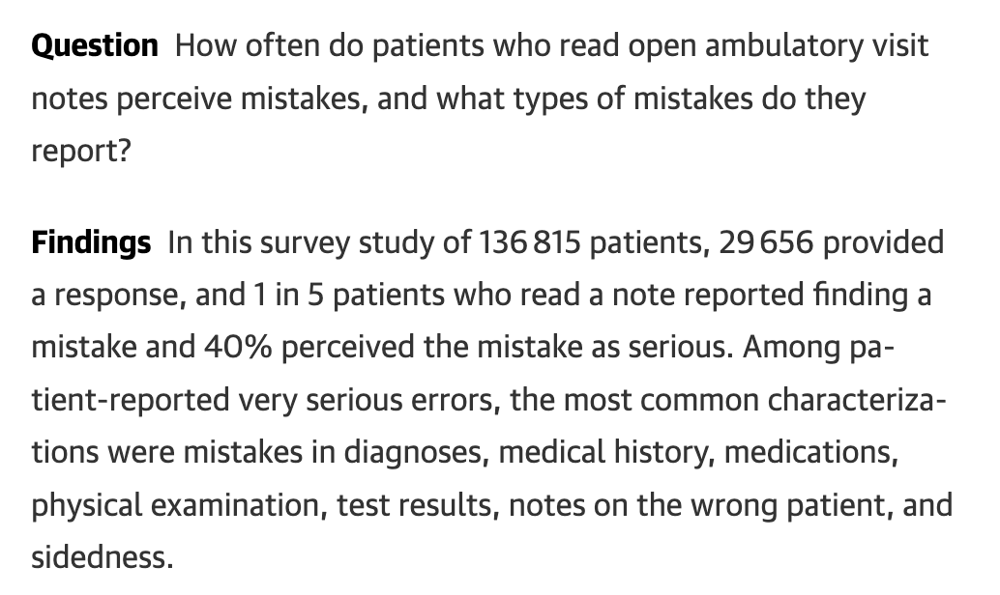 Question How often do patients who read open ambulatory visit
notes perceive mistakes, and what types of mistakes do they
report?
Findings In this survey study of 136 815 patients, 29 656 provided
a response, and 1 in 5 patients who read a note reported finding a
mistake and 40% perceived the mistake as serious. Among pa-
tient-reported very serious errors, the most common characteriza-
tions were mistakes in diagnoses, medical history, medications,
physical examination, test results, notes on the wrong patient, and
sidedness.